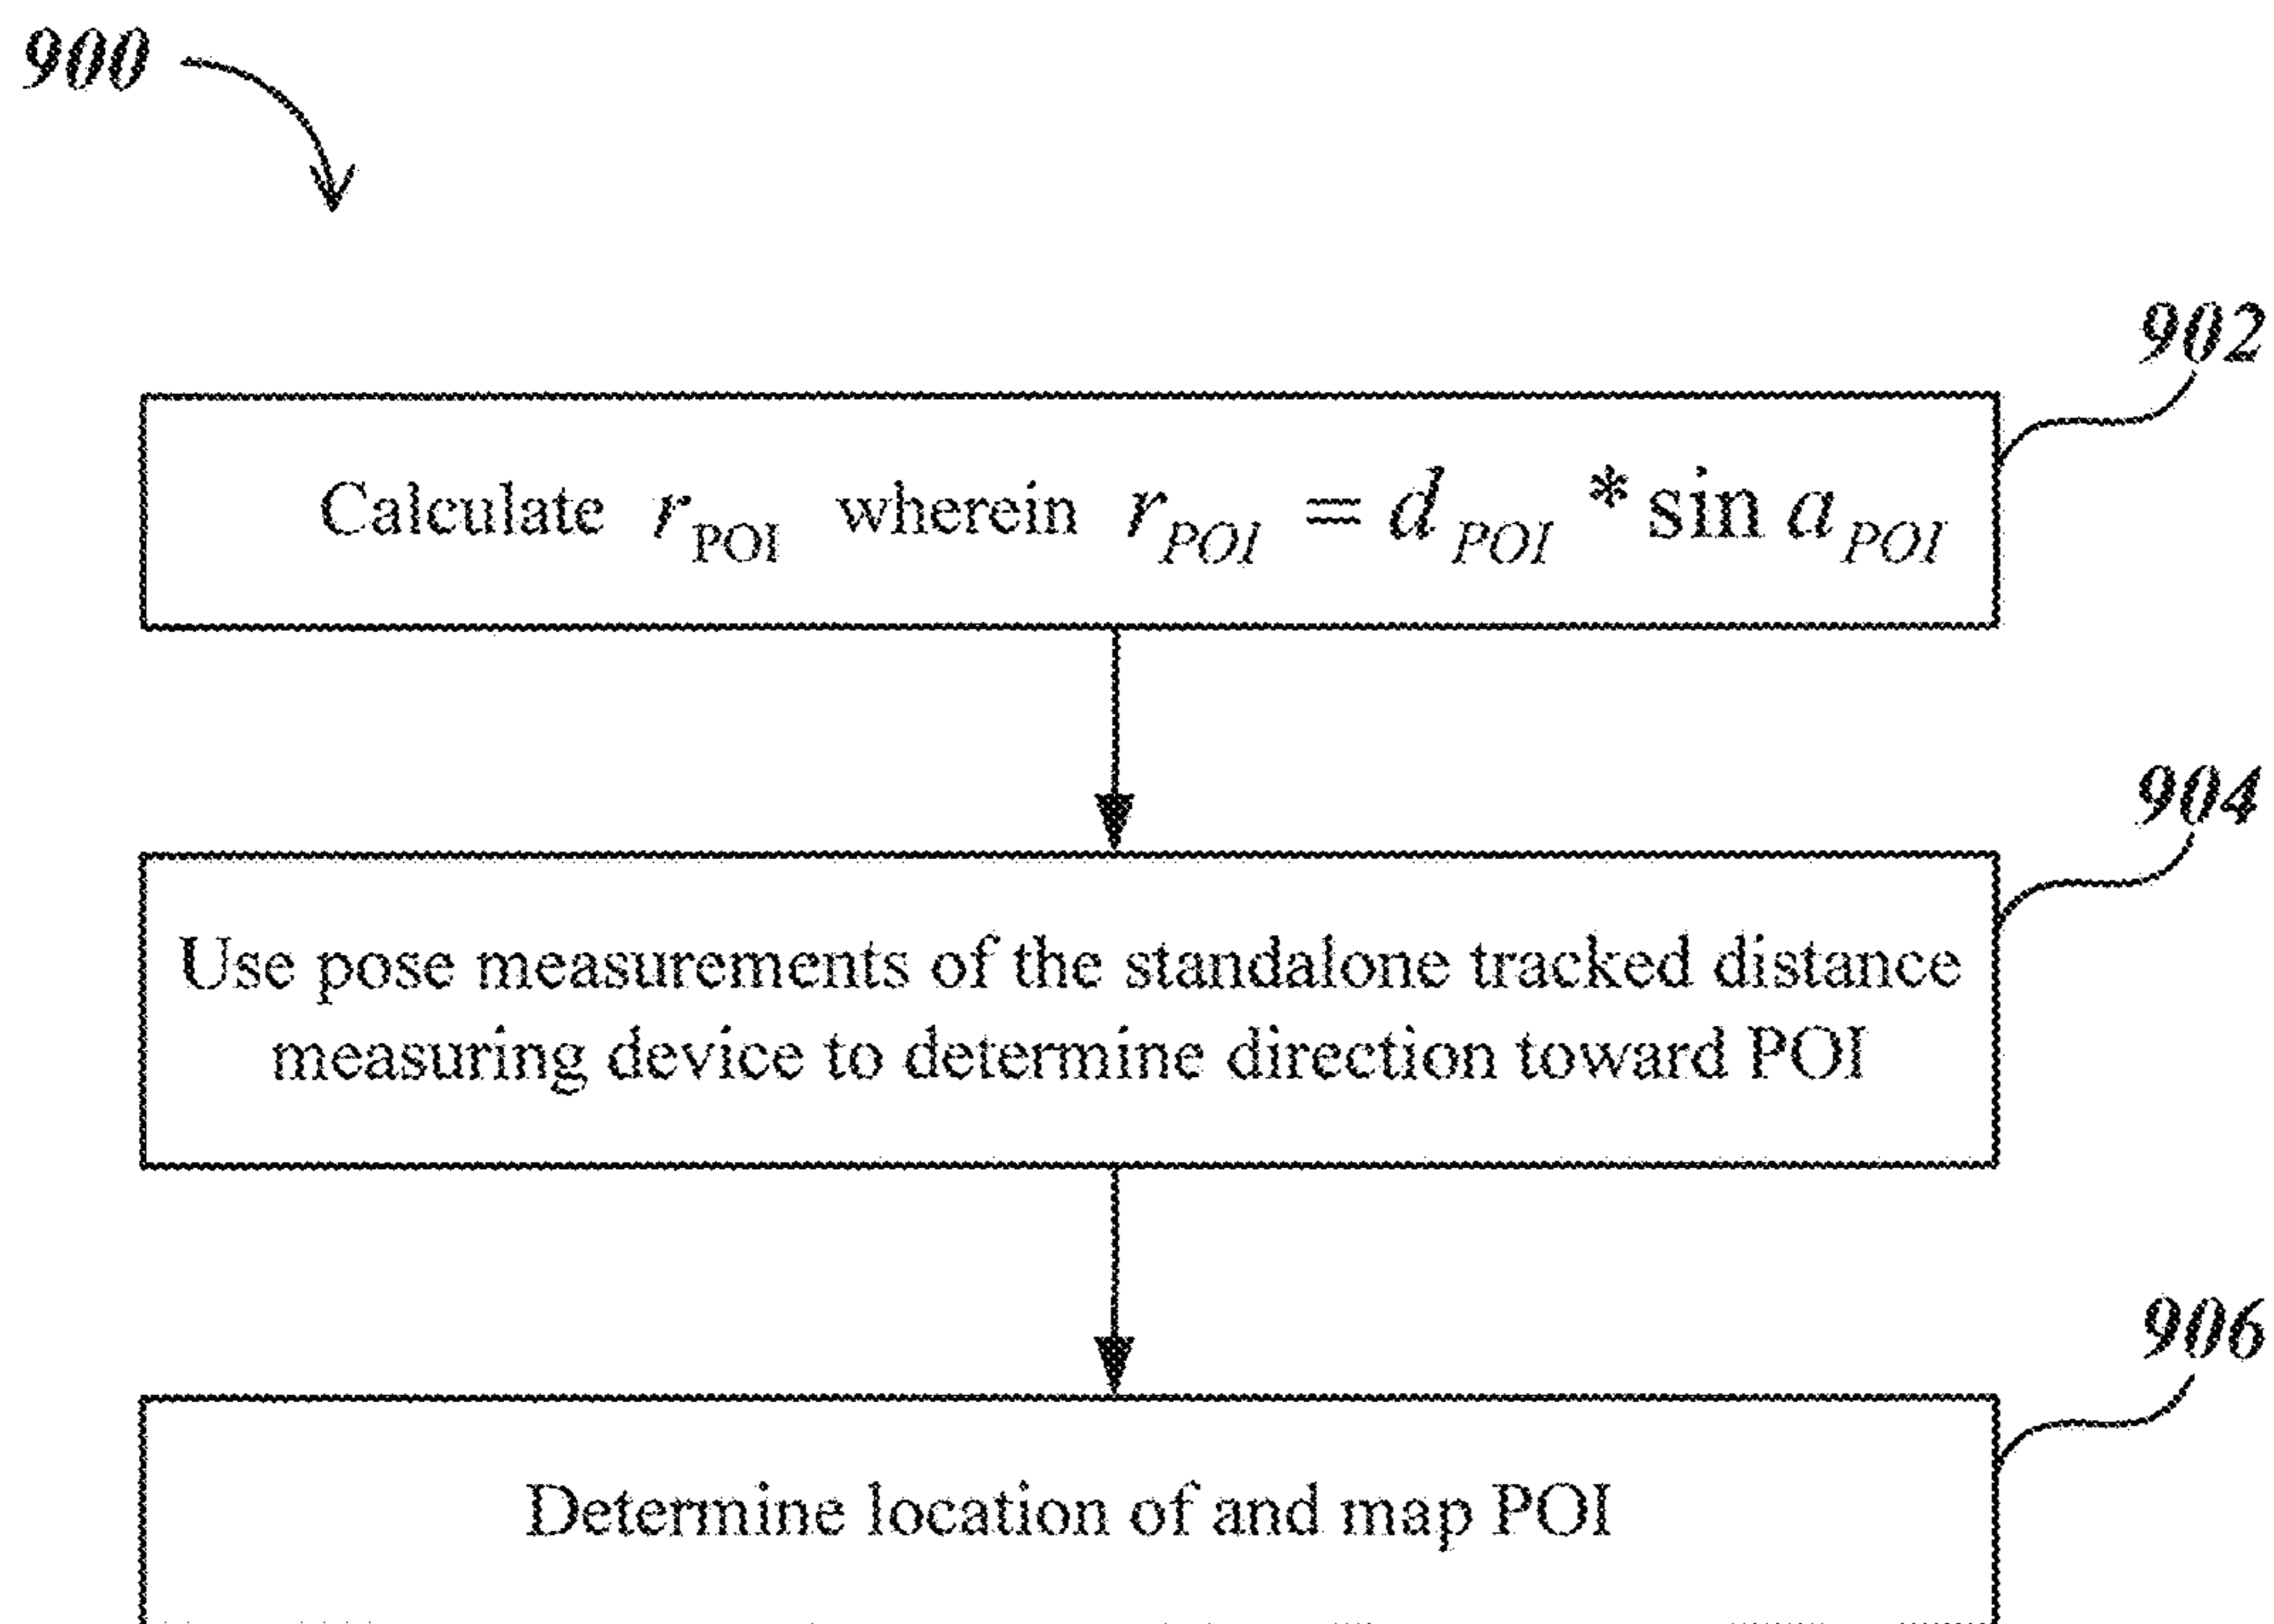 900
902
Calculate r_POI wherein r_POI = d_POI * sin a_POI
904
Use pose measurements of the standalone tracked distance
measuring device to determine direction toward POI
906
Determine location of and map POI